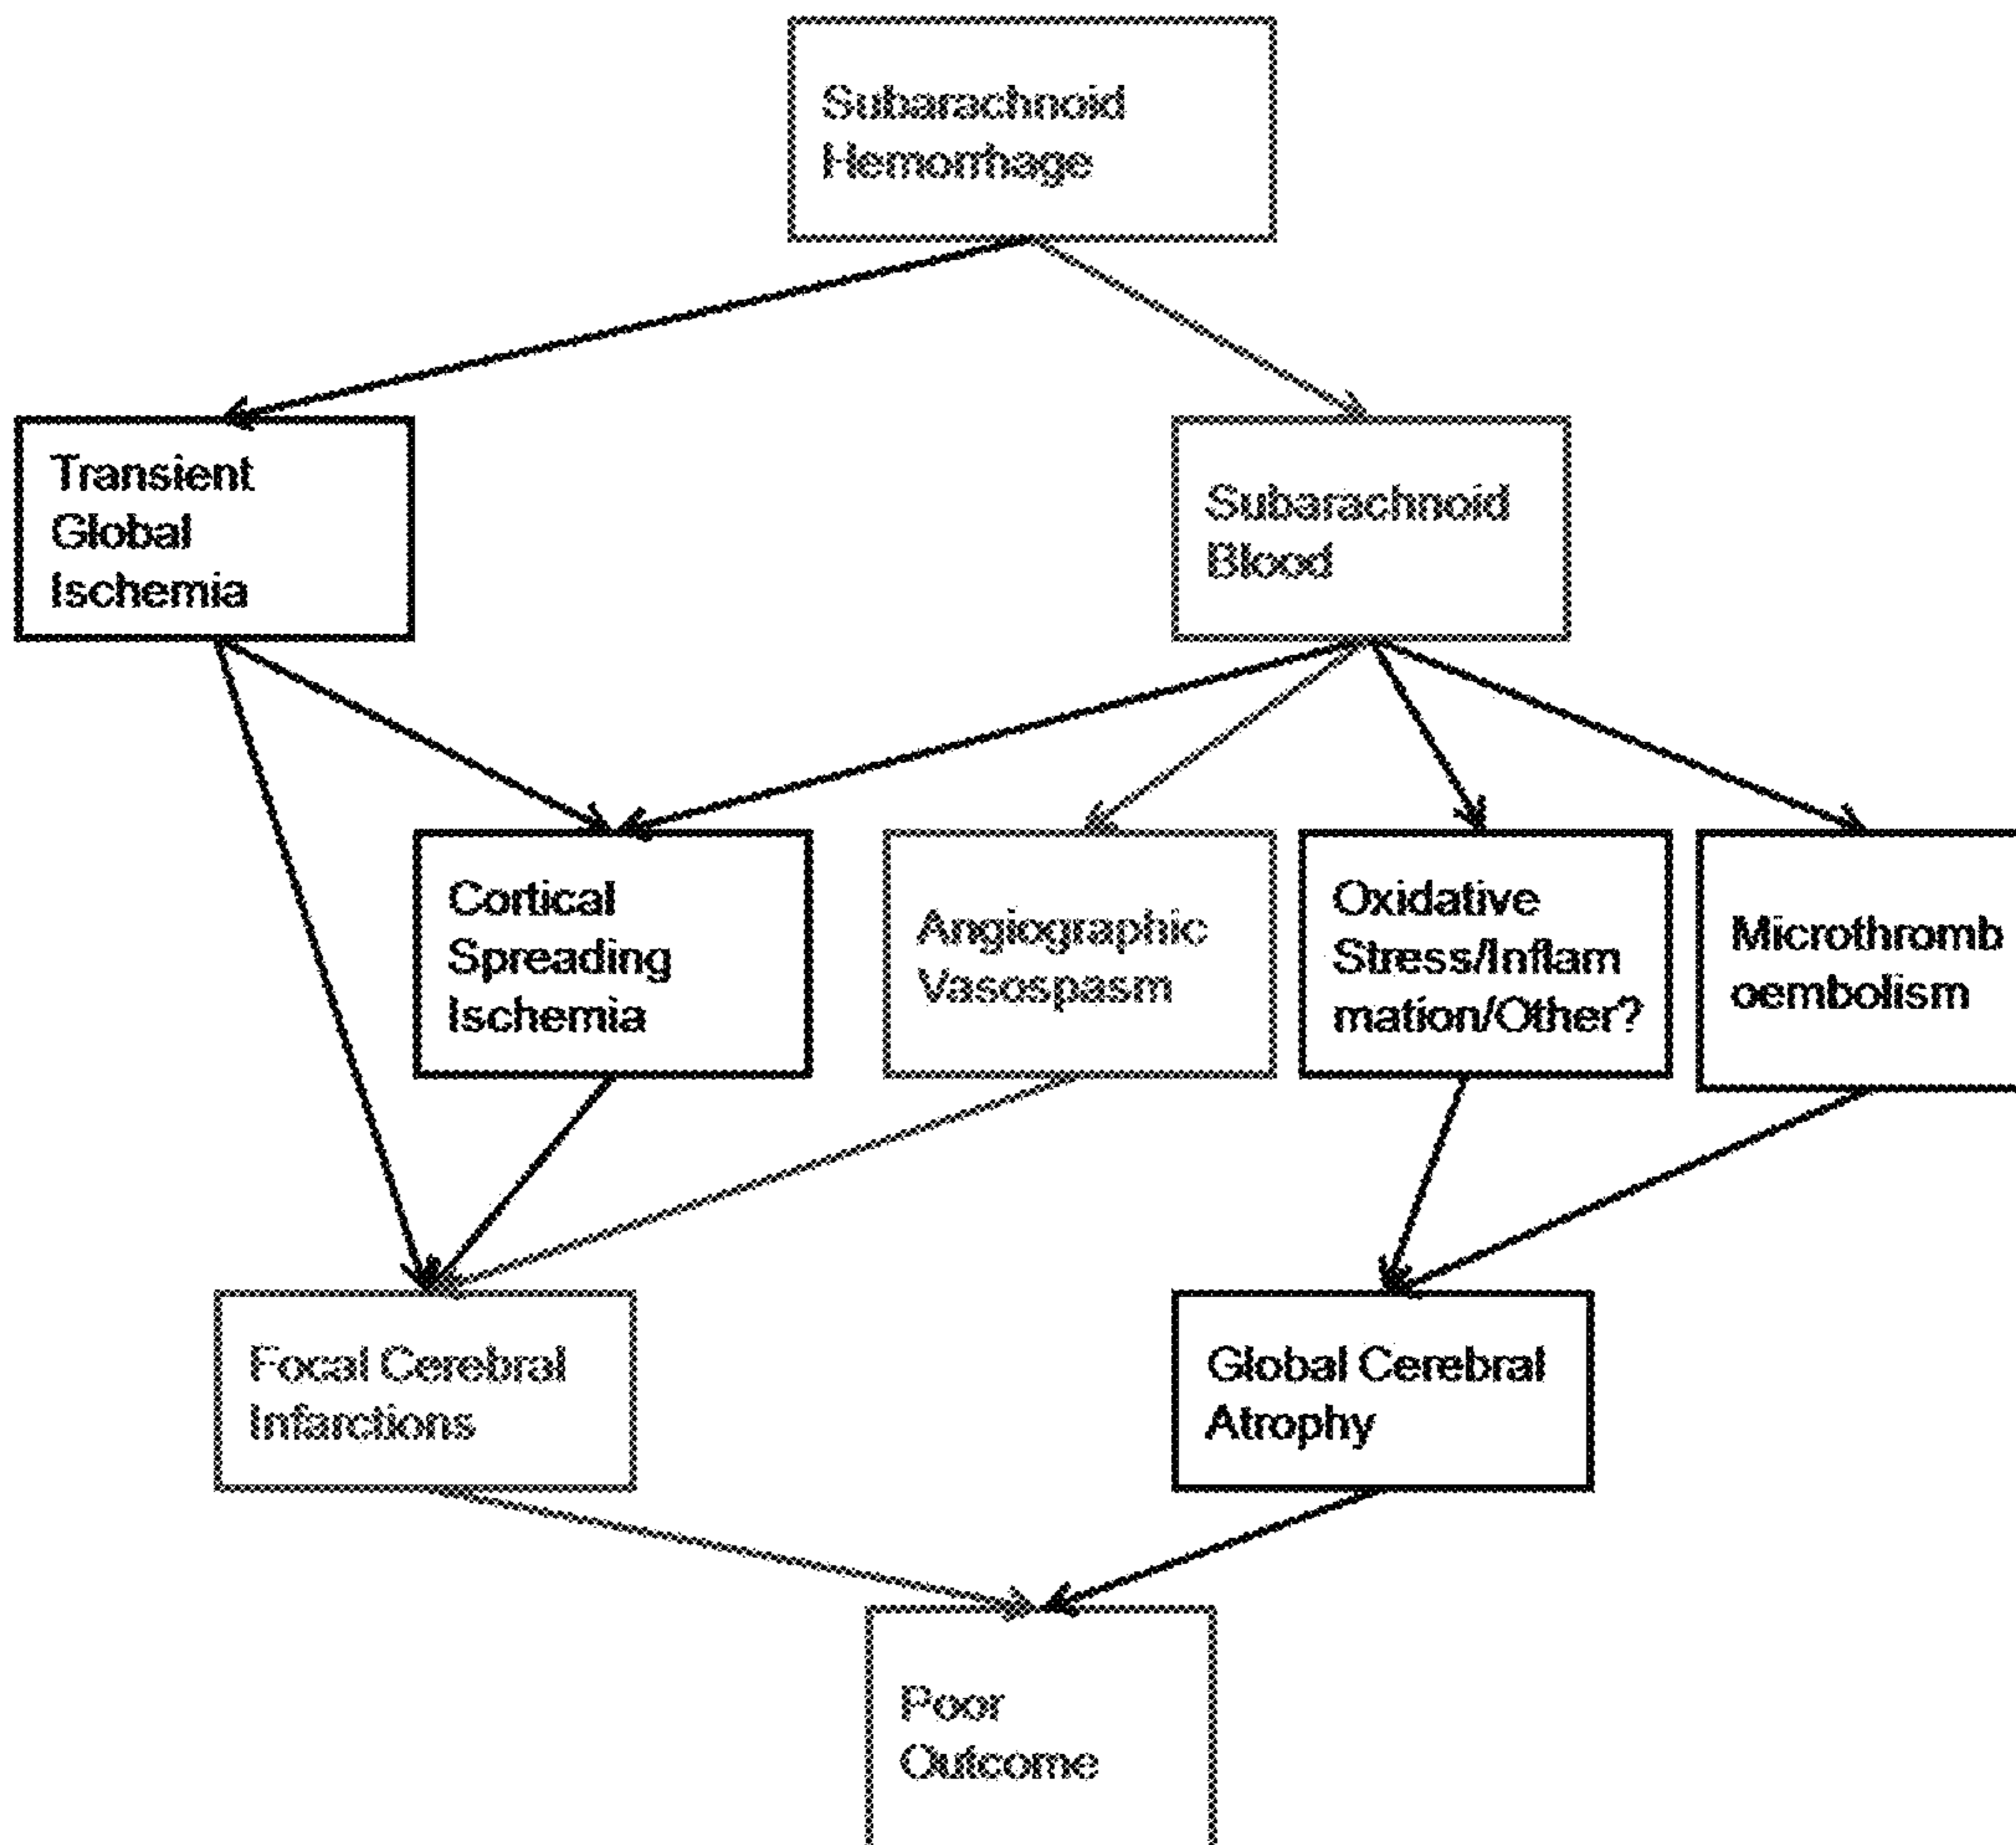 Subarachnoid
Hemorrhage
Transient
Global
Ischemia
Subarachnoid
Blood
Cortical
Spreading
Ischemia
Angiographic
Vasospasm
Oxidative
Stress/Inflam
mation/Other?
Microthromb
oembolism
Focal Cerebral
Infarctions
Global Cerebral
Atrophy
Poor
Outcome